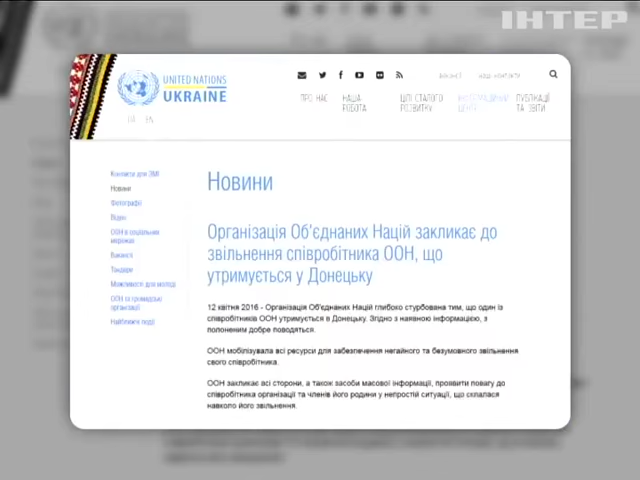 ІНТЕР
UNITED NATIONS
UKRAINE
ПРО НАС
НАША
РОБОТА
ЦІЛІ СТАЛОГО
РОЗВИТКУ
ПУБЛІКАЦІЇ
ТА ЗВІТИ
EN
Контакти для ЗМІ
Новини
Фотографії
Відео
ООН в соціальних
мережах
Вакансії
Тендери
Можливості для молоді
ООН та громадські
організації
Найближчі події
Новини
Організація Об'єднаних Націй закликає до
звільнення співробітника ООН, що
утримується у Донецьку
12 квітня 2016 - Організація Об'єднаних Націй глибоко стурбована тим, що один із
співробітників ООН утримується в Донецьку. Згідно з наявною інформацією, з
полоненим добре поводяться.
ООН мобілізувала всі ресурси для забезпечення негайного та безумовного звільнення
свого співробітника.
ООН закликає всі сторони, а також засоби масової інформації, проявити повагу до
співробітника організації та членів його родини у непростій ситуації, що склалася
навколо його звільнення.